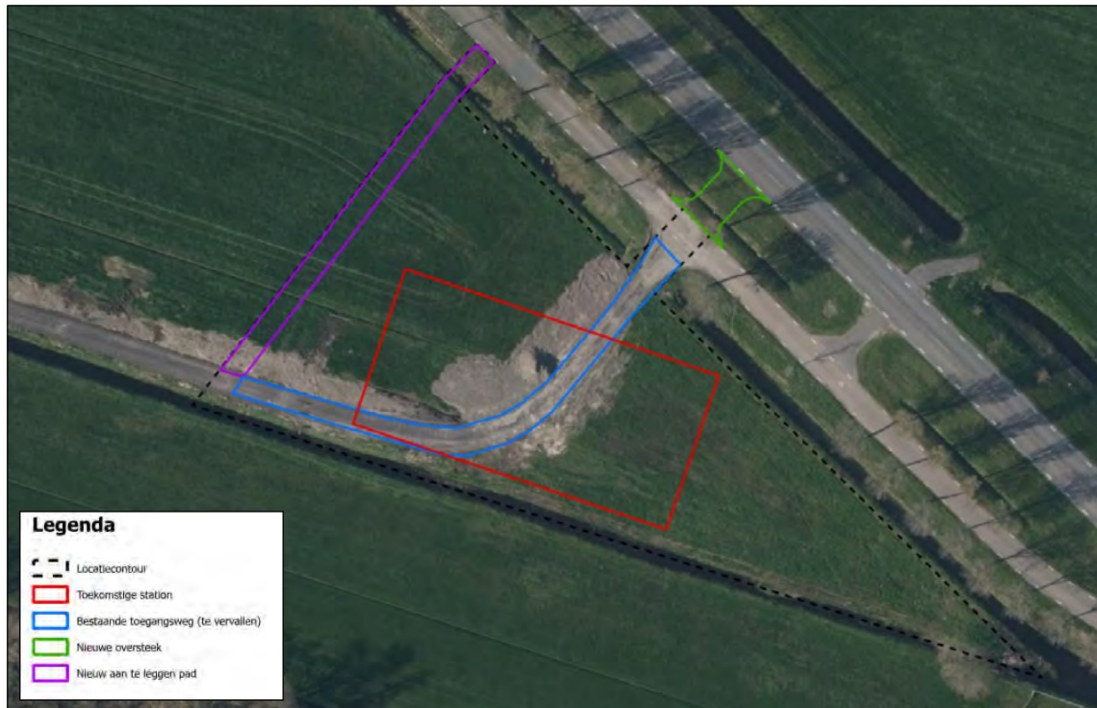 Legenda
Locatiecontour
Toekomstige station
Bestaande toegangsweg (te vervallen)
Nieuwe oversteek
Nieuw aan te leggen pad